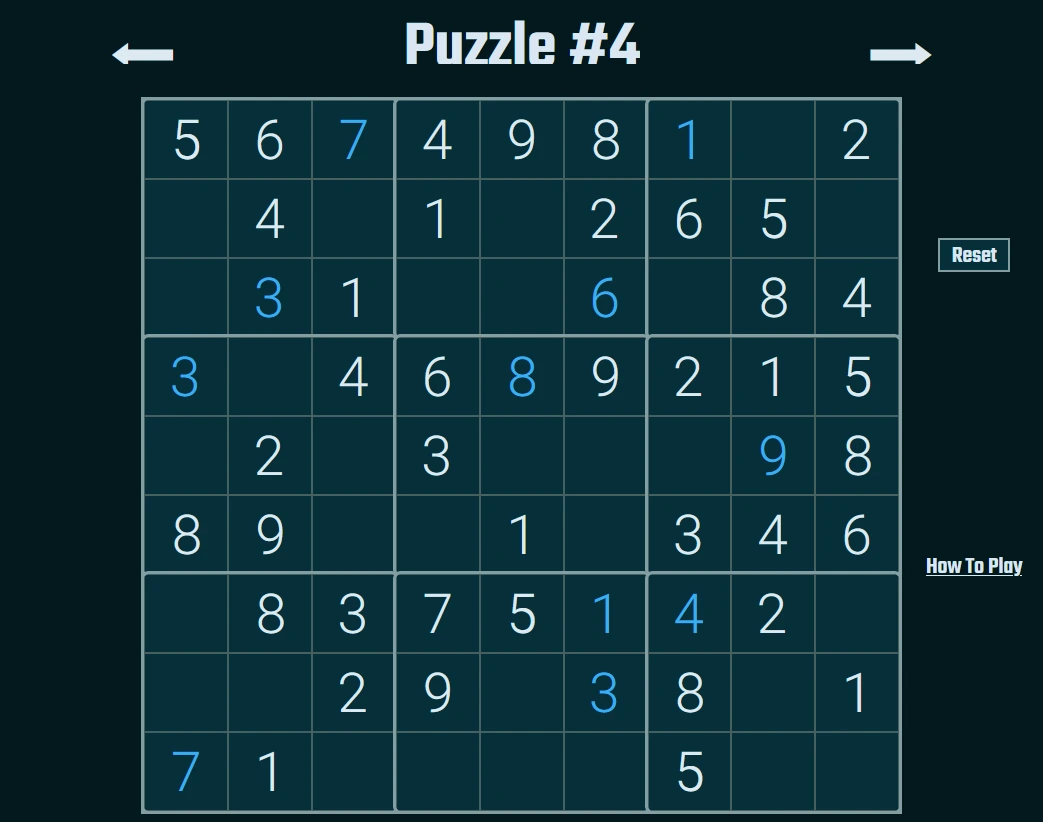 Puzzle #4
5 6 7 4 9 8 1 2
4 1 2 6 5
Reset
3 1 6 8 4
3 4 6 8 9 2 1 5
2 3 9 8
8 9 1 3 4 6
How To Play
8 3 7 5 1 4 2
2 9 3 8 1
7 1 5